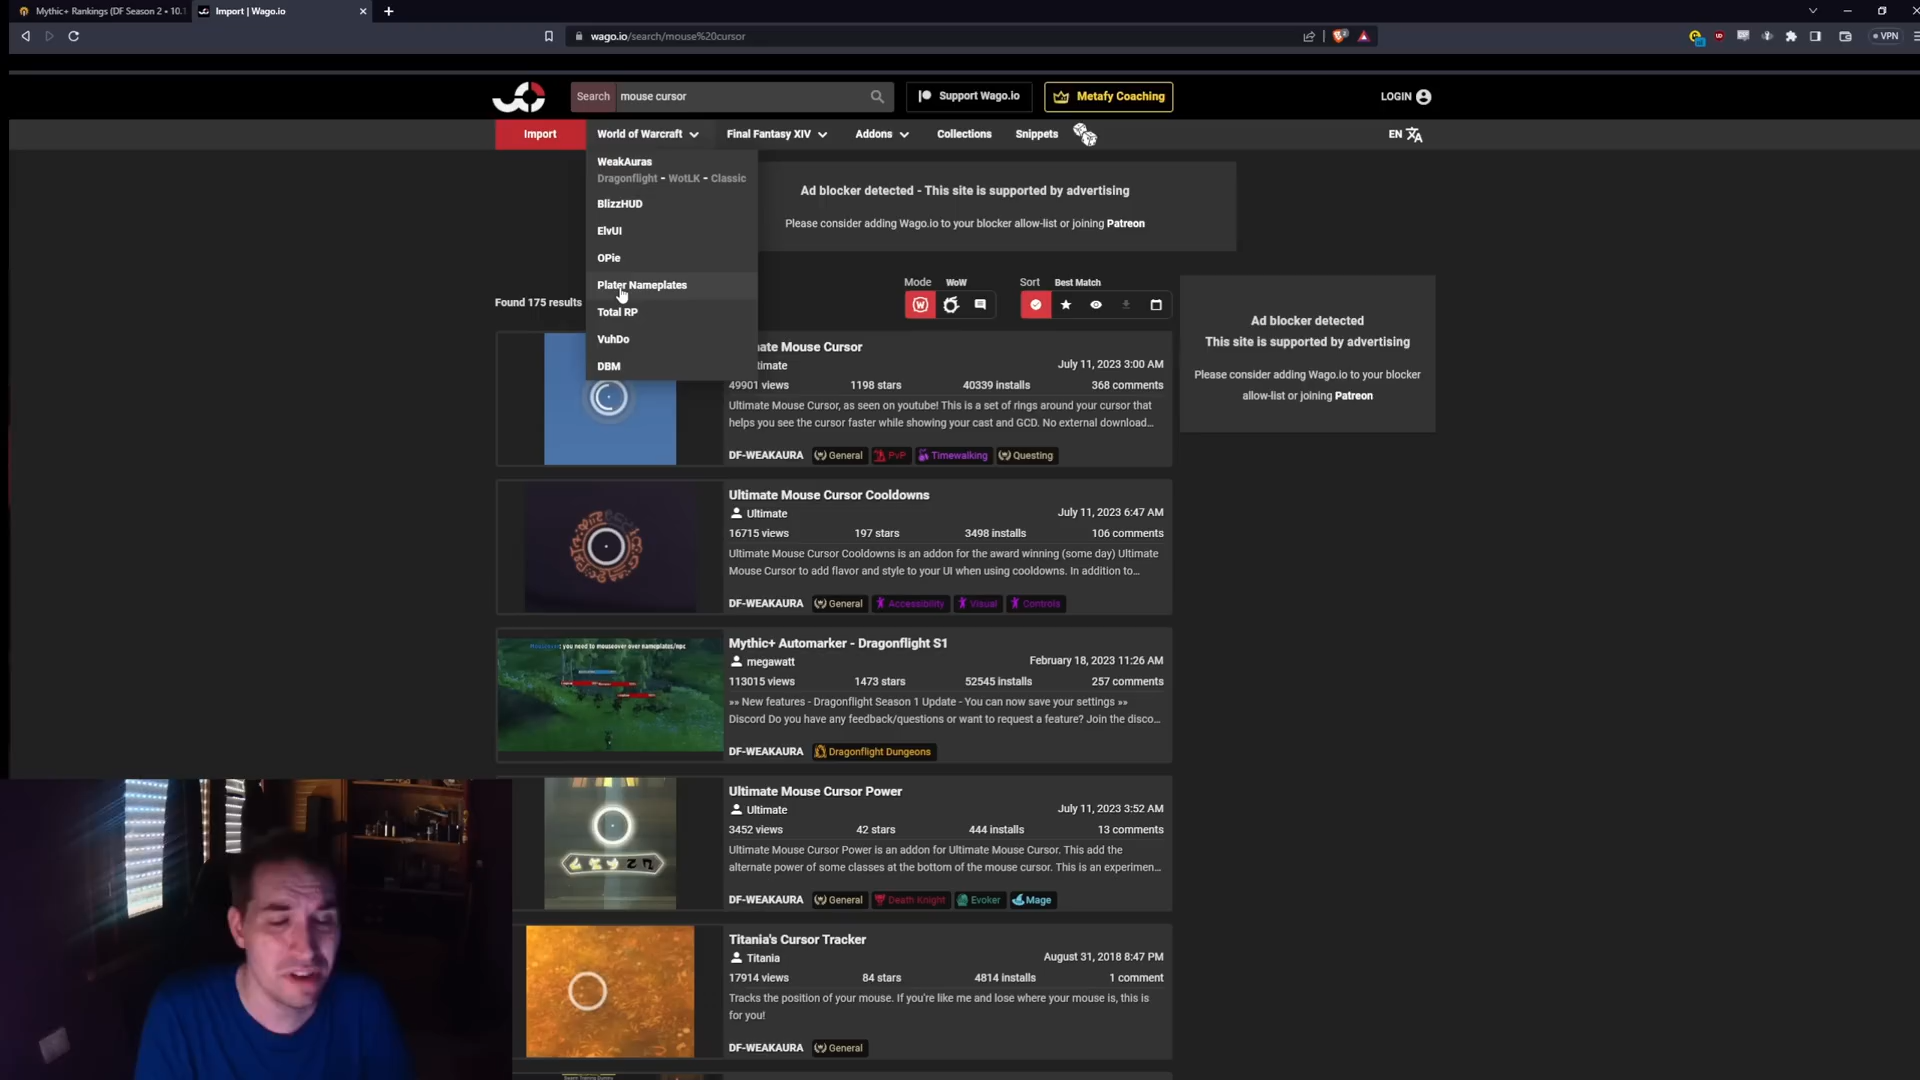 Mythic+ Rankings (DF Season 2 • 10.1
Import | Wago.io
wago.io/search/mouse%20cursor
VPN
Search mouse cursor
Support Wago.io
Metafy Coaching
LOGIN
Import
World of Warcraft
Final Fantasy XIV
Addons
Collections
Snippets
EN
WeakAuras
Dragonflight - WotLK - Classic
BlizzHUD
ElvUI
OPie
Plater Nameplates
Total RP
VuhDo
DBM
Ad blocker detected - This site is supported by advertising
Please consider adding Wago.io to your blocker allow-list or joining Patreon
Found 175 results
Mode WoW
Sort Best Match
Ad blocker detected
This site is supported by advertising
Please consider adding Wago.io to your blocker
allow-list or joining Patreon
ate Mouse Cursor
timate
July 11, 2023 3:00 AM
49901 views 1198 stars 40339 installs 368 comments
Ultimate Mouse Cursor, as seen on youtube! This is a set of rings around your cursor that
helps you see the cursor faster while showing your cast and GCD. No external download...
DF-WEAKAURA General PvP Timewalking Questing
Ultimate Mouse Cursor Cooldowns
Ultimate
July 11, 2023 6:47 AM
16715 views 197 stars 3498 installs 106 comments
Ultimate Mouse Cursor Cooldowns is an addon for the award winning (some day) Ultimate
Mouse Cursor to add flavor and style to your UI when using cooldowns. In addition to...
DF-WEAKAURA General Accessibility Visual Controls
you need to mouseover over nameplates/npc
Mythic+ Automarker - Dragonflight S1
megawatt
February 18, 2023 11:26 AM
113015 views 1473 stars 52545 installs 257 comments
»» New features - Dragonflight Season 1 Update - You can now save your settings »»
Discord Do you have any feedback/questions or want to request a feature? Join the disco...
DF-WEAKAURA Dragonflight Dungeons
Ultimate Mouse Cursor Power
Ultimate
July 11, 2023 3:52 AM
3452 views 42 stars 444 installs 13 comments
Ultimate Mouse Cursor Power is an addon for Ultimate Mouse Cursor. This add the
alternate power of some classes at the bottom of the mouse cursor. This is an experimen...
DF-WEAKAURA General Death Knight Evoker Mage
Titania's Cursor Tracker
Titania
August 31, 2018 8:47 PM
17914 views 84 stars 4814 installs 1 comment
Tracks the position of your mouse. If you're like me and lose where your mouse is, this is
for you!
DF-WEAKAURA General